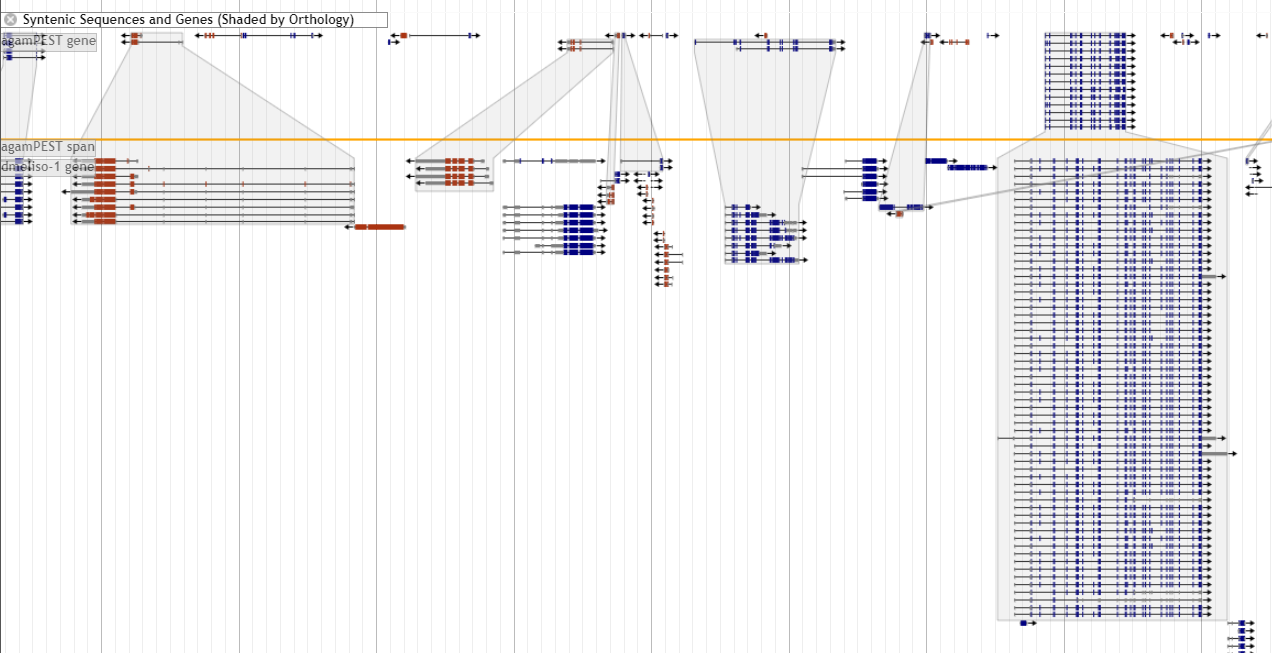 Syntenic Sequences and Genes (Shaded by Orthology)
agamPEST gene
agamPEST span
dmeliso-1 gene